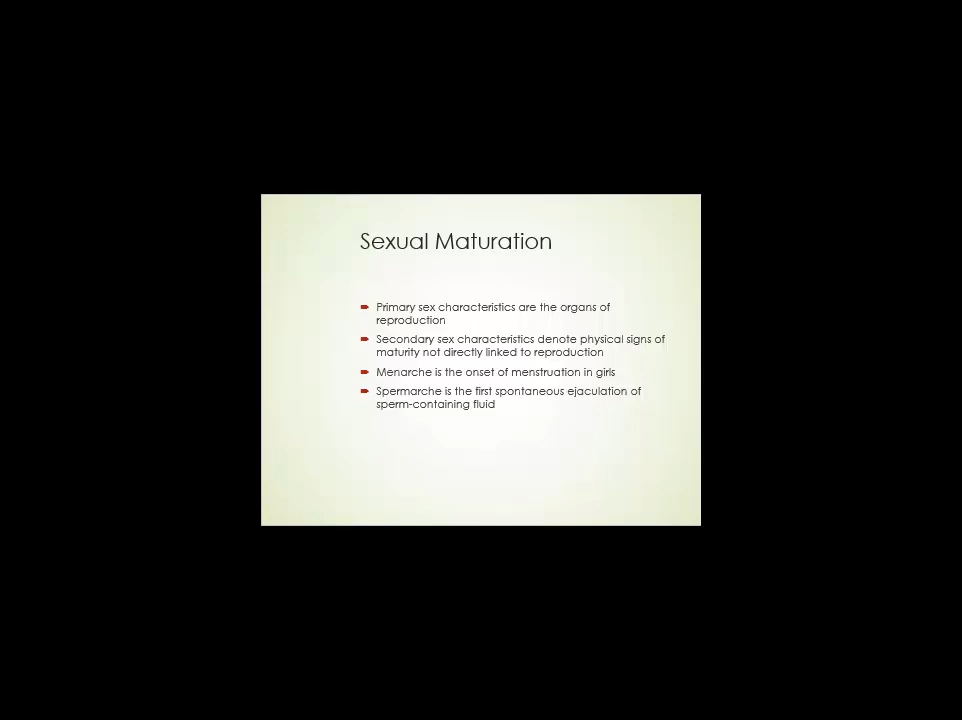 Sexual Maturation
Primary sex characteristics are the organs of
reproduction
Secondary sex characteristics denote physical signs of
maturity not directly linked to reproduction
Menarche is the onset of menstruation in girls
Spermarche is the first spontaneous ejaculation of
sperm-containing fluid